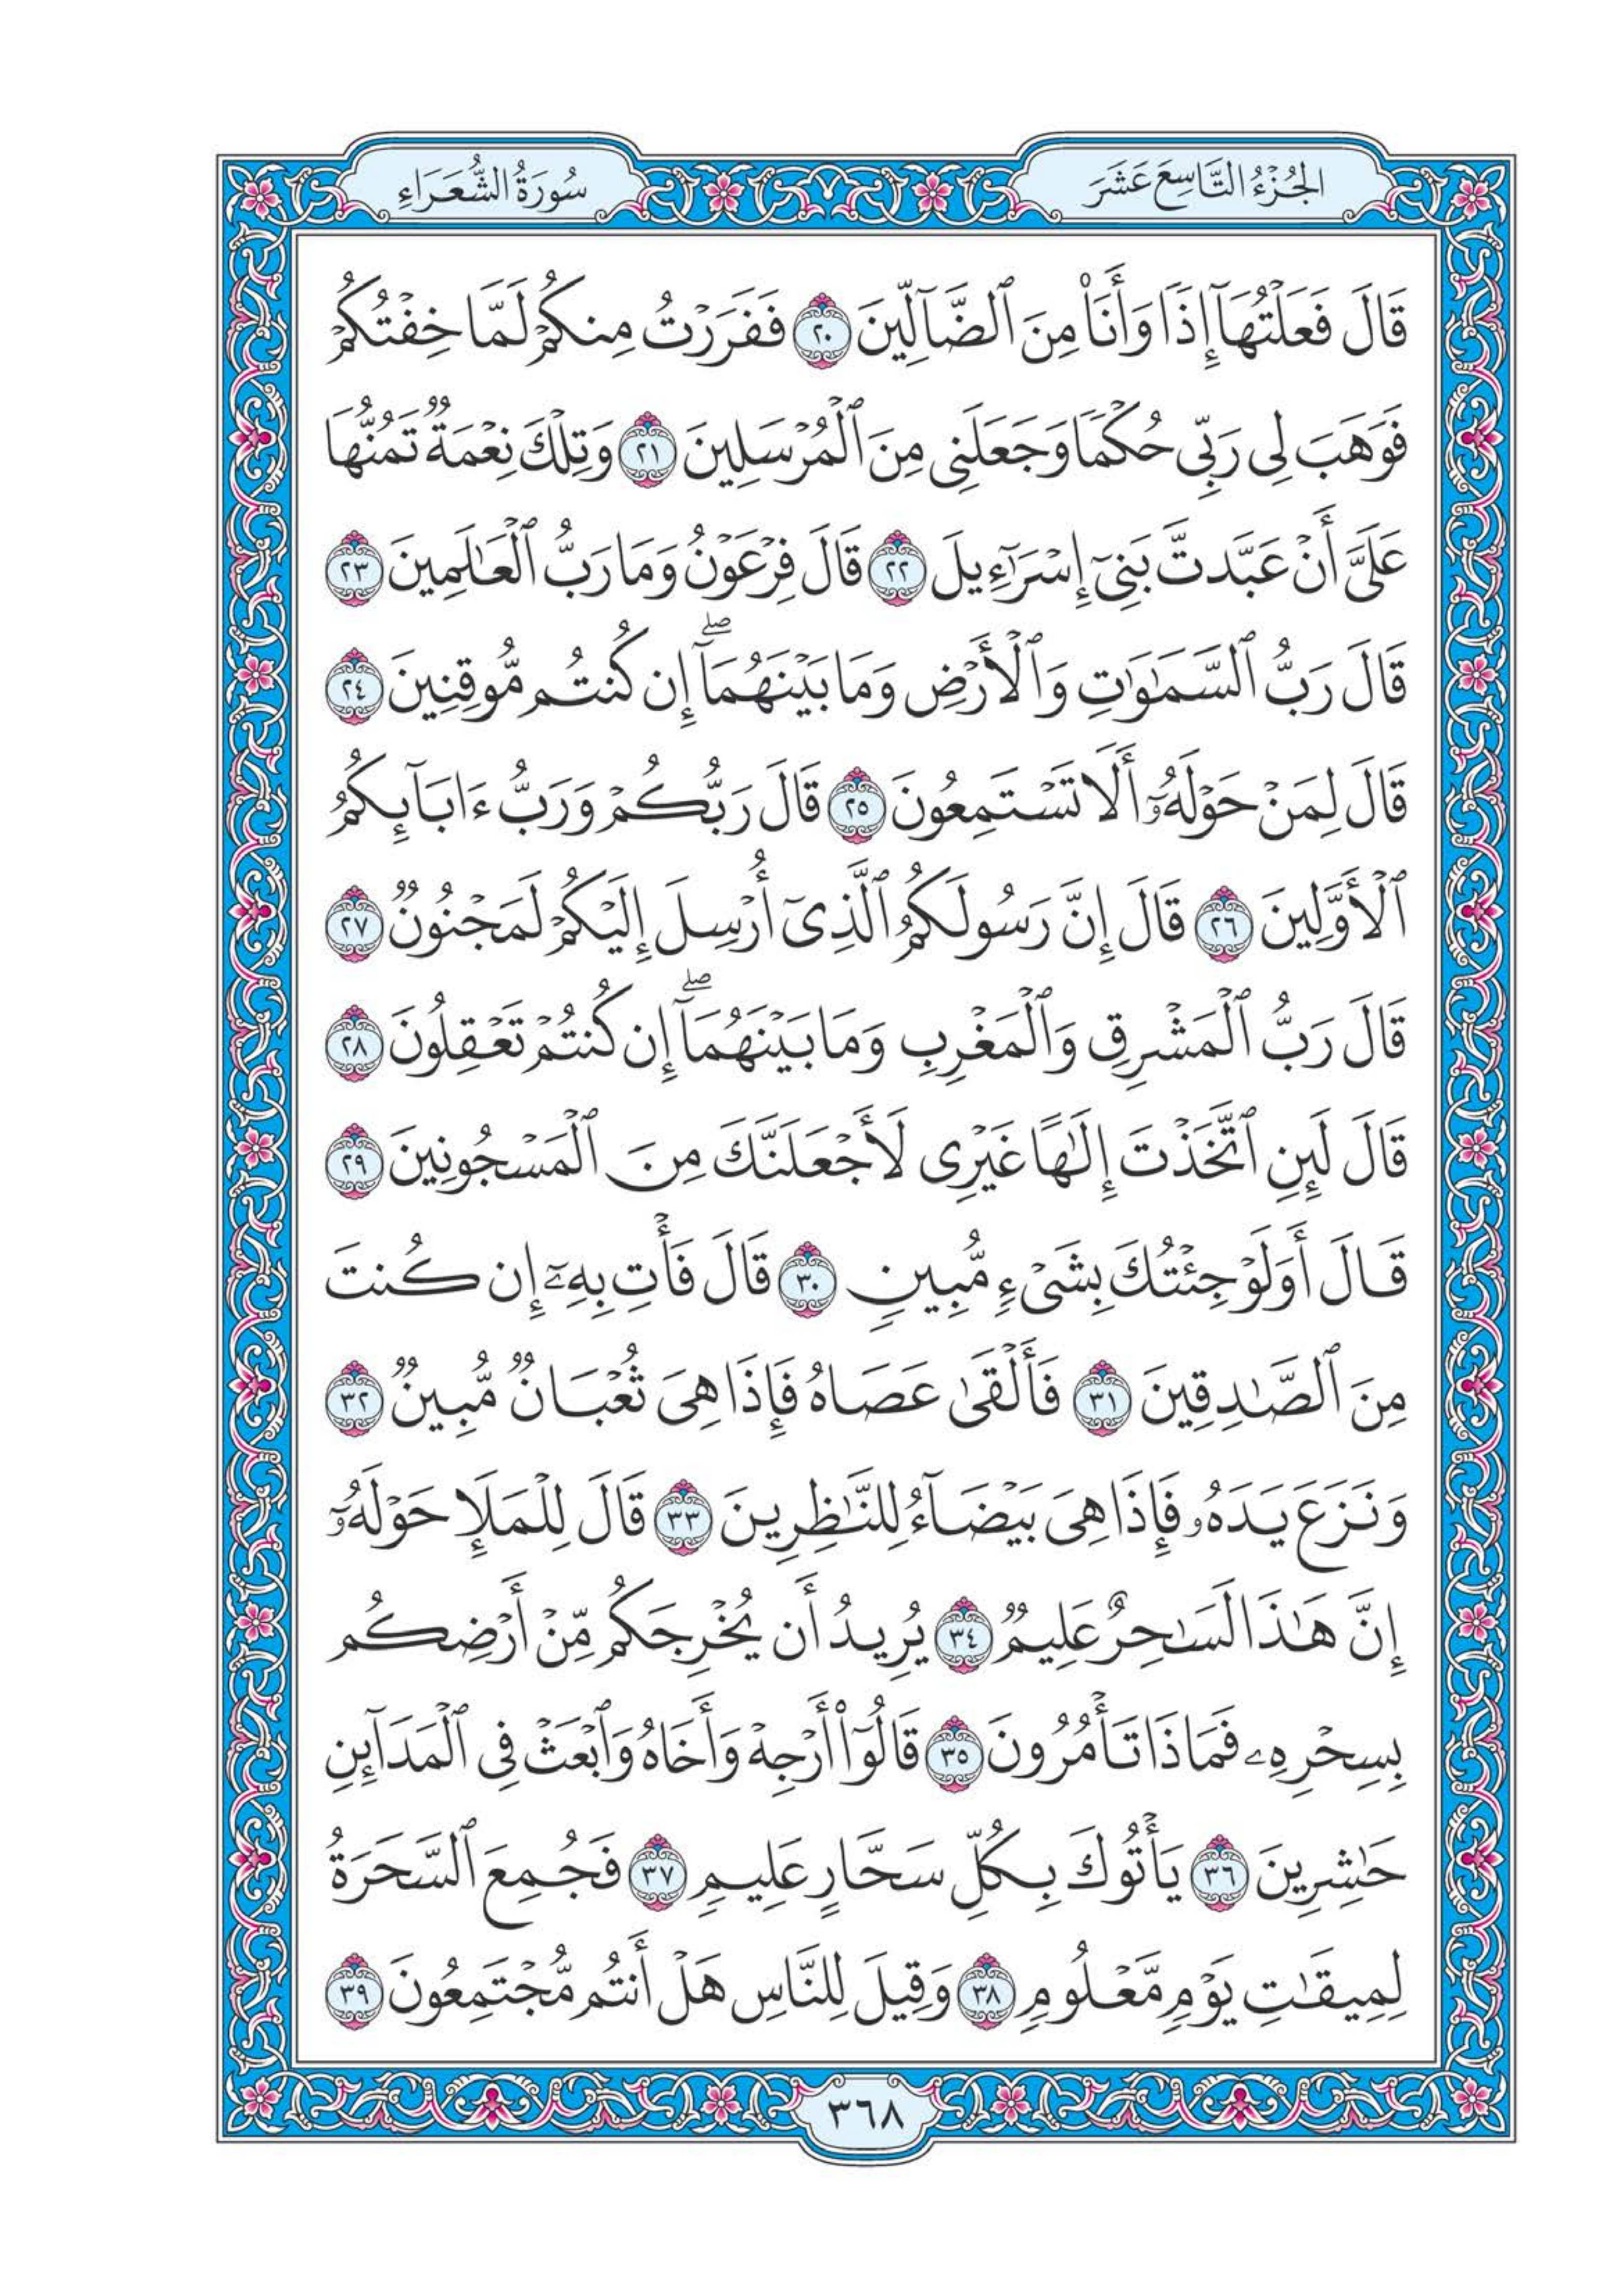 الجُزْءُ التَّاسِعَ عَشَرَ
سُورَةُ الشُّعَرَاءِ
قَالَ فَعَلْتُهَآ إِذًا وَأَنَا۠ مِنَ ٱلضَّآلِّينَ ٢٠ فَفَرَرْتُ مِنكُمْ لَمَّا خِفْتُكُمْ
فَوَهَبَ لِى رَبِّى حُكْمًا وَجَعَلَنِى مِنَ ٱلْمُرْسَلِينَ ٢١ وَتِلْكَ نِعْمَةٌ تَمُنُّهَا
عَلَىَّ أَنْ عَبَّدتَّ بَنِىٓ إِسْرَٰٓءِيلَ ٢٢ قَالَ فِرْعَوْنُ وَمَا رَبُّ ٱلْعَٰلَمِينَ ٢٣
قَالَ رَبُّ ٱلسَّمَٰوَٰتِ وَٱلْأَرْضِ وَمَا بَيْنَهُمَآ ۖ إِن كُنتُم مُّوقِنِينَ ٢٤
قَالَ لِمَنْ حَوْلَهُۥٓ أَلَا تَسْتَمِعُونَ ٢٥ قَالَ رَبُّكُمْ وَرَبُّ ءَابَآئِكُمُ
ٱلْأَوَّلِينَ ٢٦ قَالَ إِنَّ رَسُولَكُمُ ٱلَّذِىٓ أُرْسِلَ إِلَيْكُمْ لَمَجْنُونٌ ٢٧
قَالَ رَبُّ ٱلْمَشْرِقِ وَٱلْمَغْرِبِ وَمَا بَيْنَهُمَآ ۖ إِن كُنتُمْ تَعْقِلُونَ ٢٨
قَالَ لَئِنِ ٱتَّخَذْتَ إِلَٰهًا غَيْرِى لَأَجْعَلَنَّكَ مِنَ ٱلْمَسْجُونِينَ ٢٩
قَالَ أَوَلَوْ جِئْتُكَ بِشَىْءٍ مُّبِينٍ ٣٠ قَالَ فَأْتِ بِهِۦٓ إِن كُنتَ
مِنَ ٱلصَّٰدِقِينَ ٣١ فَأَلْقَىٰ عَصَاهُ فَإِذَا هِىَ ثُعْبَانٌ مُّبِينٌ ٣٢
وَنَزَعَ يَدَهُۥ فَإِذَا هِىَ بَيْضَآءُ لِلنَّٰظِرِينَ ٣٣ قَالَ لِلْمَلَإِ حَوْلَهُۥٓ
إِنَّ هَٰذَا لَسَٰحِرٌ عَلِيمٌ ٣٤ يُرِيدُ أَن يُخْرِجَكُم مِّنْ أَرْضِكُم
بِسِحْرِهِۦ فَمَاذَا تَأْمُرُونَ ٣٥ قَالُوٓا۟ أَرْجِهْ وَأَخَاهُ وَٱبْعَثْ فِى ٱلْمَدَآئِنِ
حَٰشِرِينَ ٣٦ يَأْتُوكَ بِكُلِّ سَحَّارٍ عَلِيمٍ ٣٧ فَجُمِعَ ٱلسَّحَرَةُ
لِمِيقَٰتِ يَوْمٍ مَّعْلُومٍ ٣٨ وَقِيلَ لِلنَّاسِ هَلْ أَنتُم مُّجْتَمِعُونَ ٣٩
٣٦٨